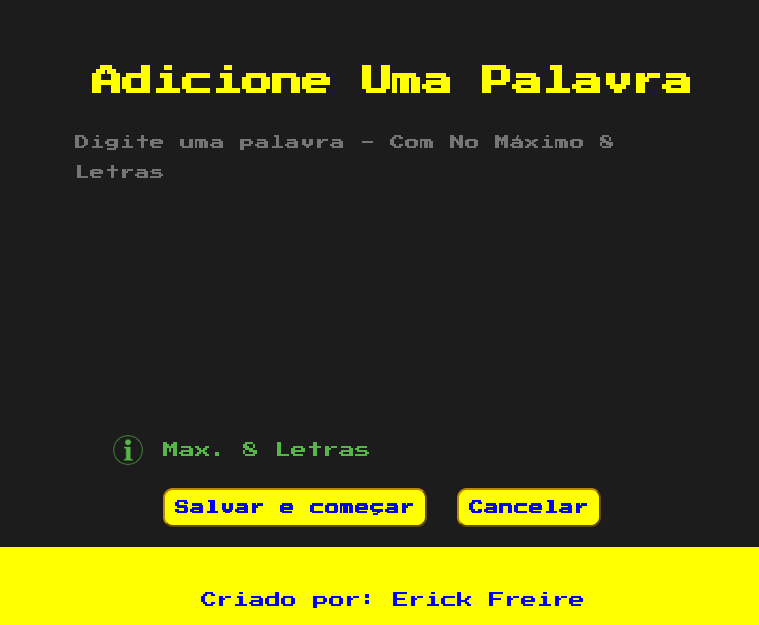 Adicione Uma Palavra
Digite uma palavra - Com No Máximo 8
Letras
Max. 8 Letras
Salvar e começar
Cancelar
Criado por: Erick Freire